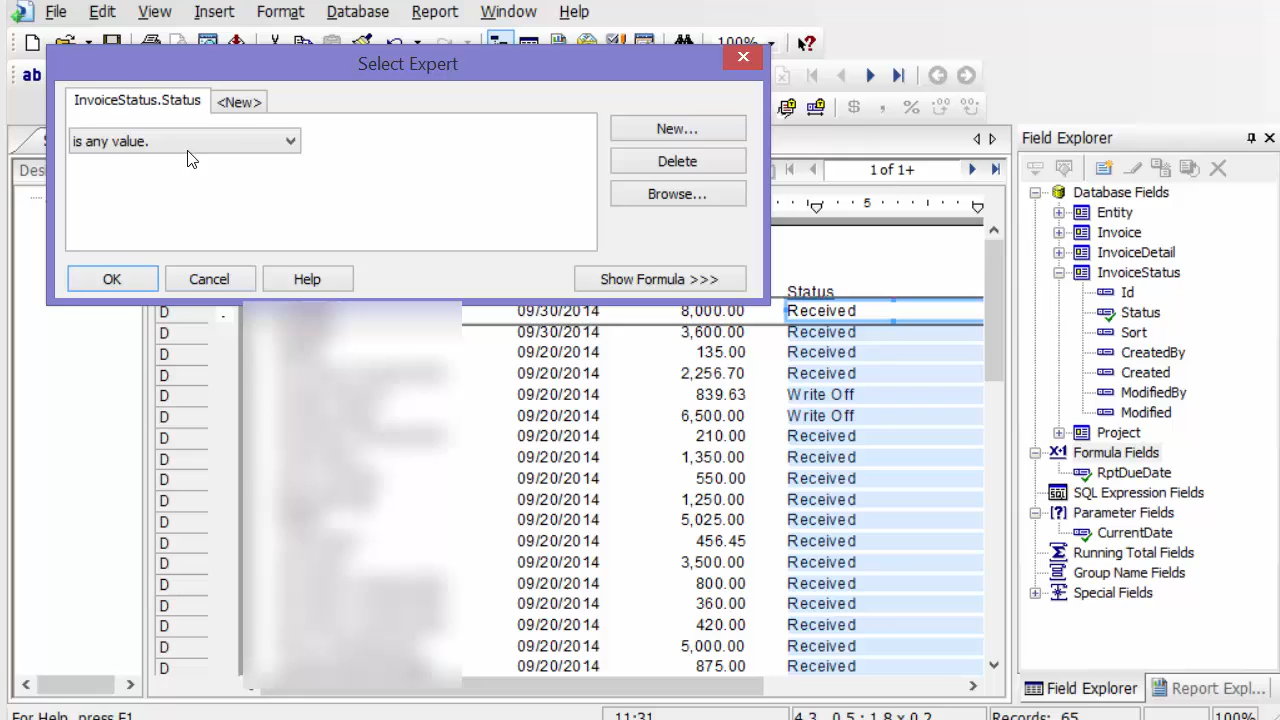 File Edit View Insert Format Database Report Window Help
100%
ab
Select Expert
InvoiceStatus.Status <New>
is any value.
New...
Delete
Browse...
OK Cancel Help Show Formula >>>
$ , %
1 of 1+
5
Status
D 09/30/2014 8,000.00 Received
D 09/30/2014 3,600.00 Received
D 09/20/2014 135.00 Received
D 09/20/2014 2,256.70 Received
D 09/20/2014 839.63 Write Off
D 09/20/2014 6,500.00 Write Off
D 09/20/2014 210.00 Received
D 09/20/2014 1,350.00 Received
D 09/20/2014 550.00 Received
D 09/20/2014 1,250.00 Received
D 09/20/2014 5,025.00 Received
D 09/20/2014 456.45 Received
D 09/20/2014 3,500.00 Received
D 09/20/2014 800.00 Received
D 09/20/2014 360.00 Received
D 09/20/2014 420.00 Received
D 09/20/2014 5,000.00 Received
D 09/20/2014 875.00 Received
Field Explorer
Database Fields
Entity
Invoice
InvoiceDetail
InvoiceStatus
Id
Status
Sort
CreatedBy
Created
ModifiedBy
Modified
Project
Formula Fields
RptDueDate
SQL Expression Fields
Parameter Fields
CurrentDate
Running Total Fields
Group Name Fields
Special Fields
Field Explorer Report Expl...
For Help, press F1 11:31 4.3 , 0.5 : 1.8 x 0.2 Records: 65 100%